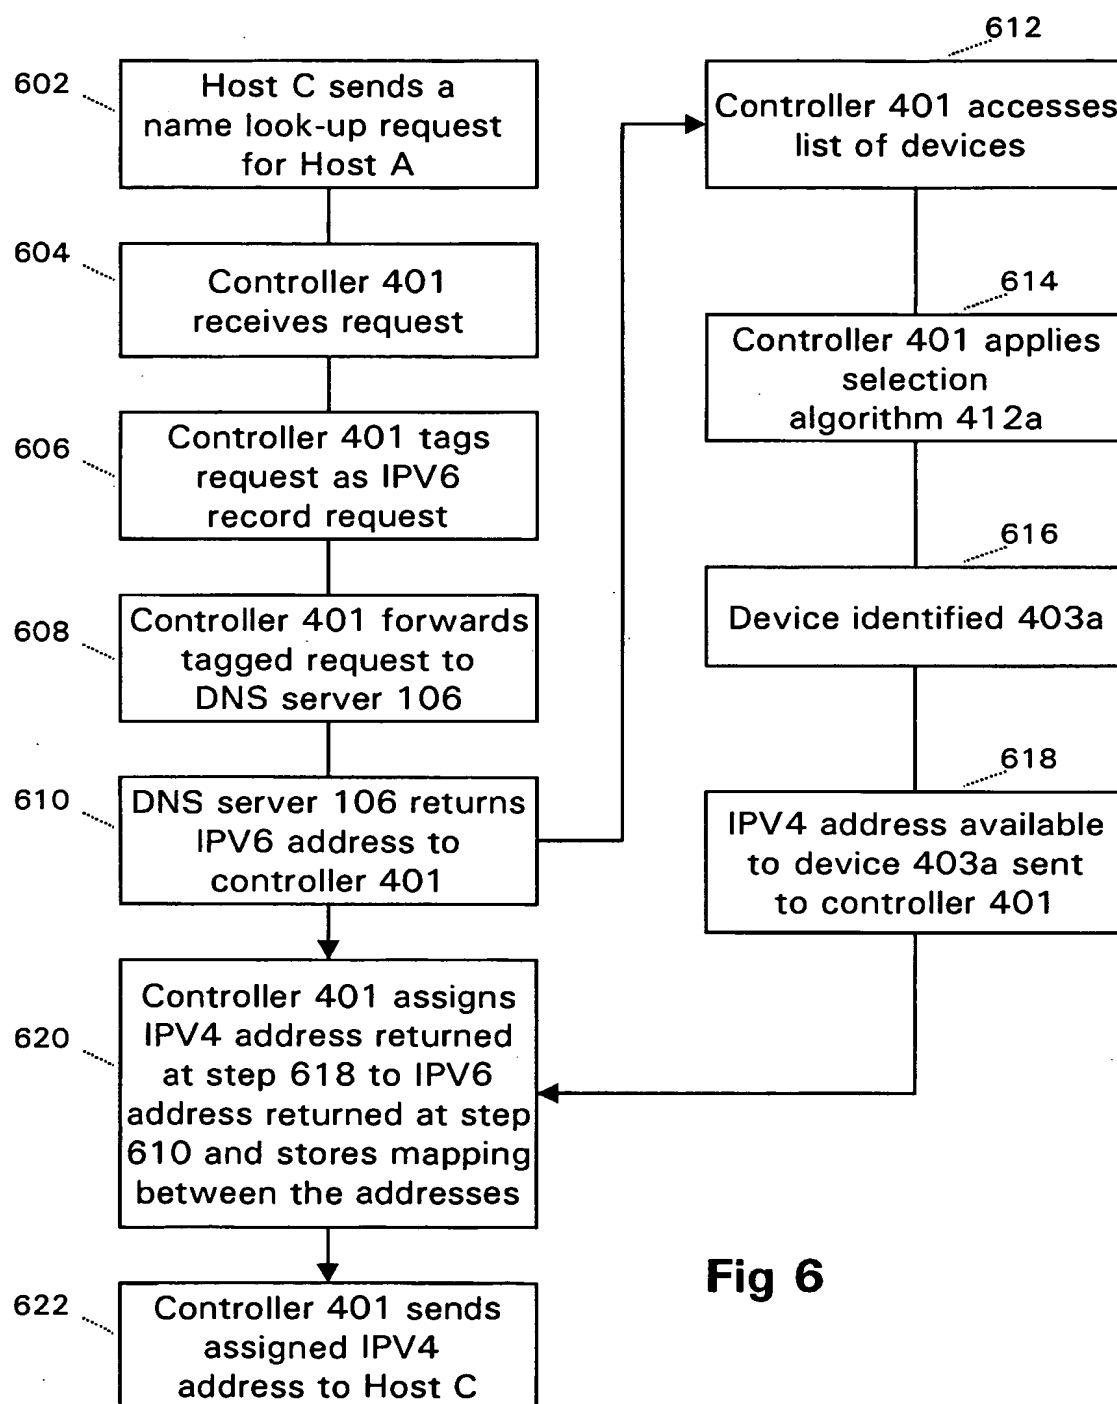 602
Host C sends a
name look-up request
for Host A
604
Controller 401
receives request
606
Controller 401 tags
request as IPV6
record request
608
Controller 401 forwards
tagged request to
DNS server 106
610
DNS server 106 returns
IPV6 address to
controller 401
620
Controller 401 assigns
IPV4 address returned
at step 618 to IPV6
address returned at step
610 and stores mapping
between the addresses
622
Controller 401 sends
assigned IPV4
address to Host C
612
Controller 401 accesses
list of devices
614
Controller 401 applies
selection
algorithm 412a
616
Device identified 403a
618
IPV4 address available
to device 403a sent
to controller 401
Fig 6